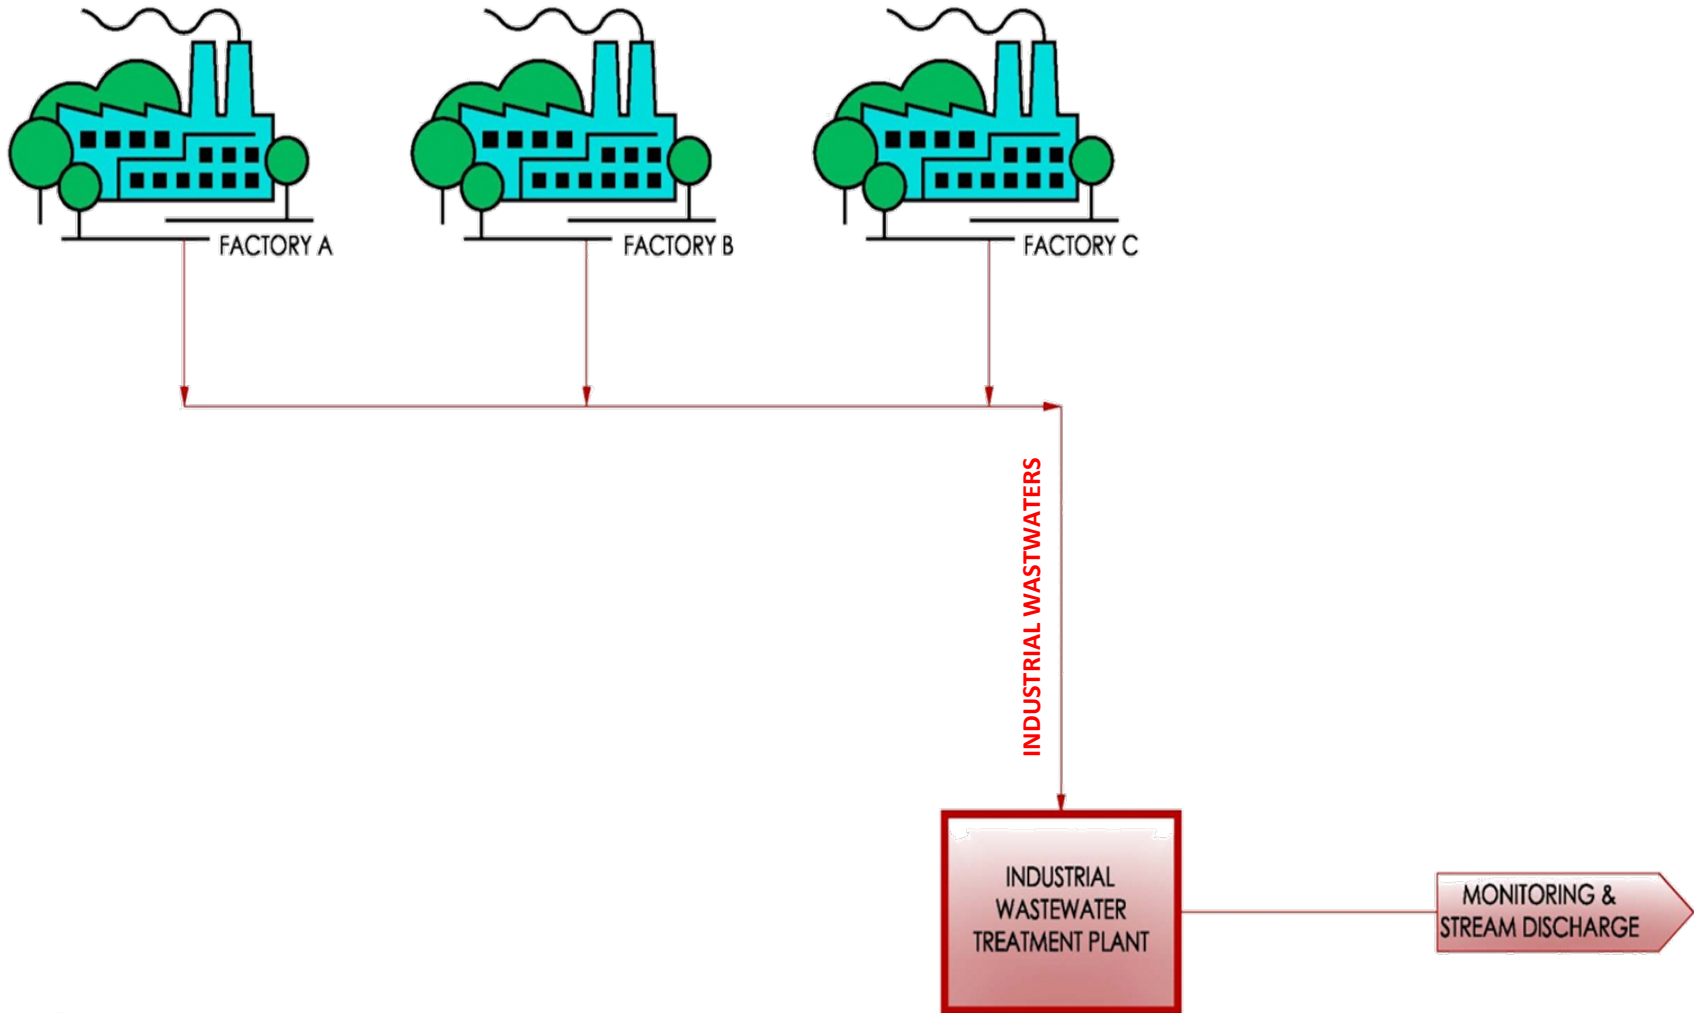 FACTORY A
FACTORY B
FACTORY C
INDUSTRIAL WASTWATERS
INDUSTRIAL
WASTEWATER
TREATMENT PLANT
MONITORING &
STREAM DISCHARGE